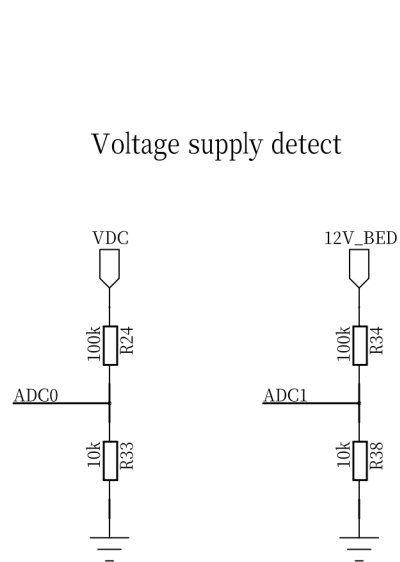 Voltage supply detect
VDC
12V_BED
100k
R24
100k
R34
ADC0
ADC1
10k
R33
10k
R38